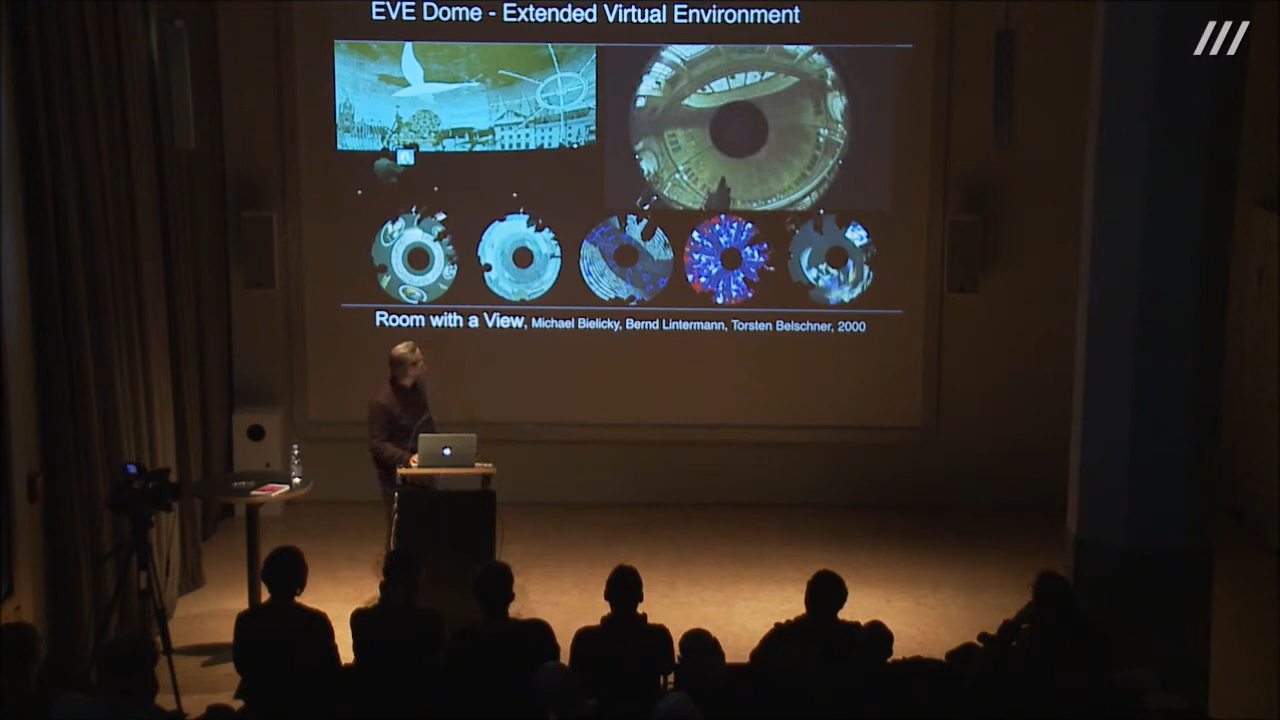 EVE Dome - Extended Virtual Environment
Room with a View, Michael Bielicky, Bernd Lintermann, Torsten Belschner, 2000